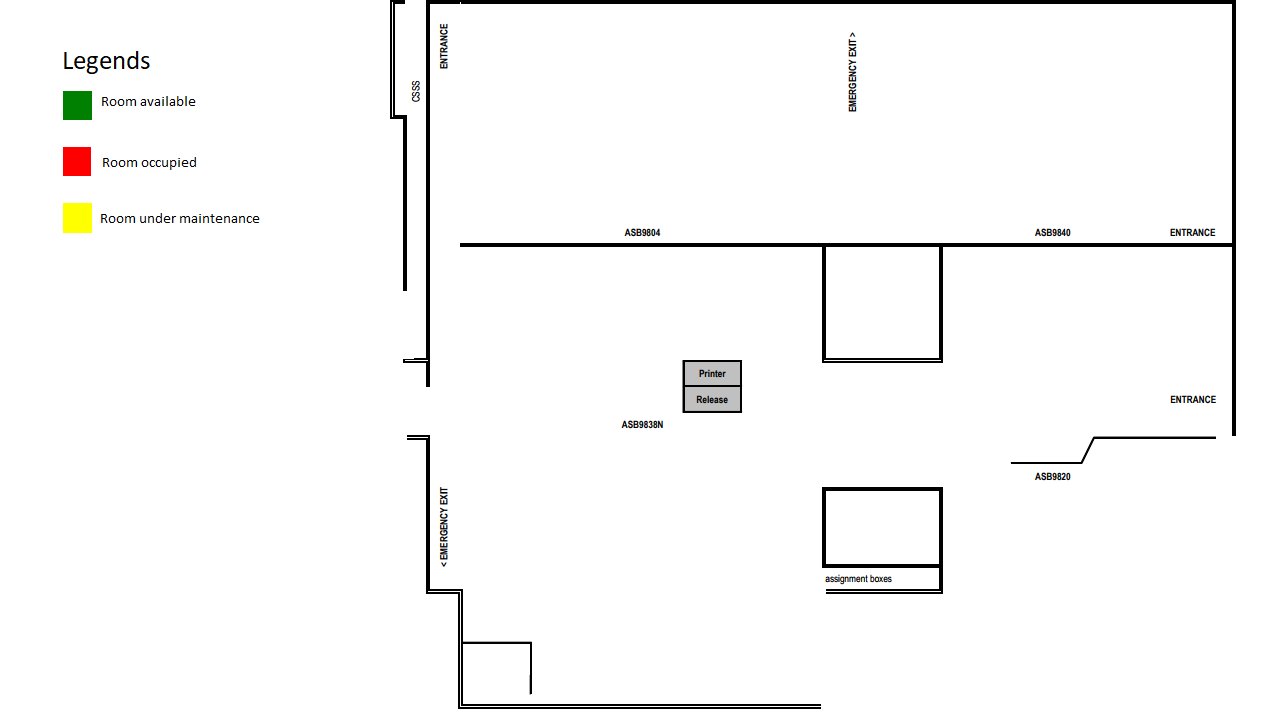 Legends
Room available
Room occupied
Room under maintenance
ENTRANCE
CSSS
EMERGENCY EXIT >
ASB9804
ASB9840
ENTRANCE
Printer
Release
ENTRANCE
ASB9838N
ASB9820
< EMERGENCY EXIT
assignment boxes